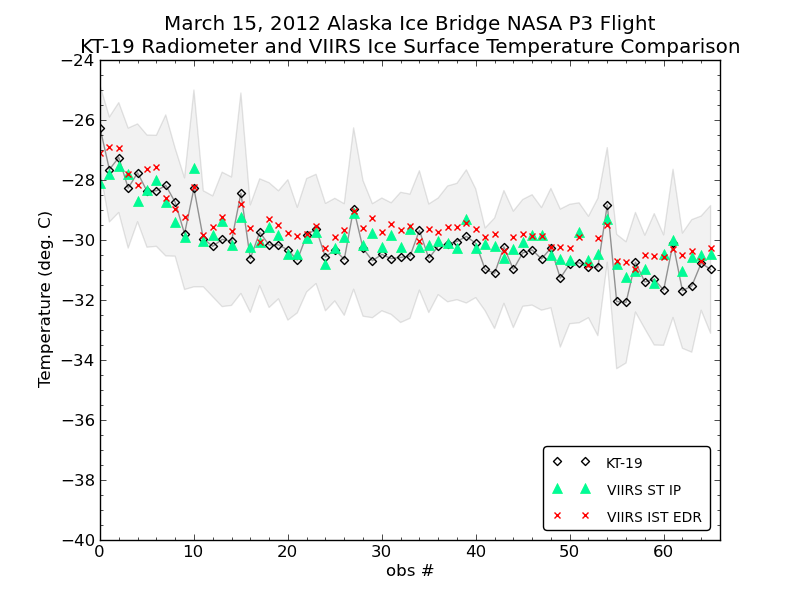 March 15, 2012 Alaska Ice Bridge NASA P3 Flight
KT-19 Radiometer and VIIRS Ice Surface Temperature Comparison
−24
−26
−28
−30
−32
−34
−36
−38
−40
Temperature (deg. C)
KT-19
VIIRS ST IP
VIIRS IST EDR
0 10 20 30 40 50 60
obs #